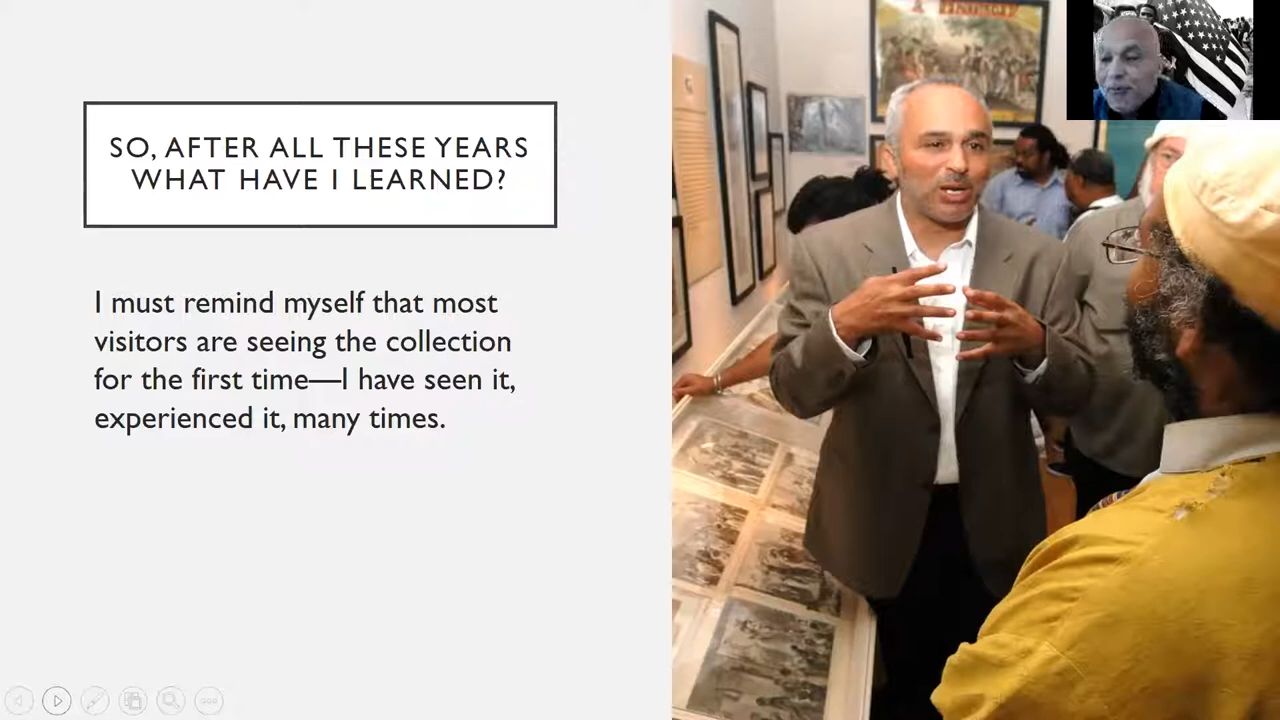 SO, AFTER ALL THESE YEARS
WHAT HAVE I LEARNED?
I must remind myself that most
visitors are seeing the collection
for the first time—I have seen it,
experienced it, many times.